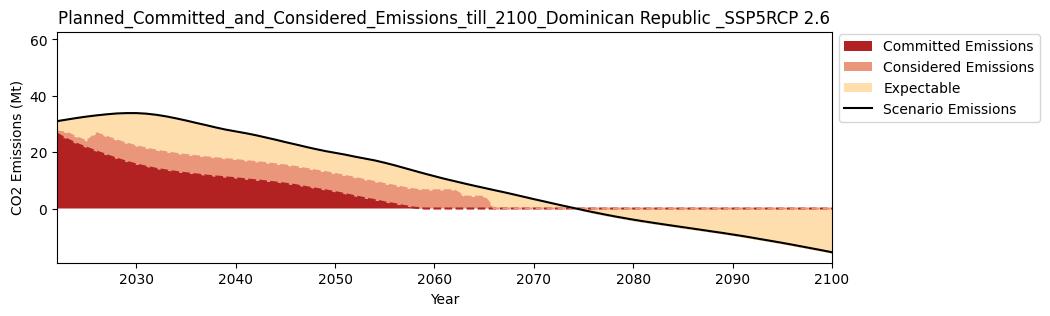 Planned_Committed_and_Considered_Emissions_till_2100_Dominican Republic _SSP5RCP 2.6
60
40
20
0
CO2 Emissions (Mt)
2030
2040
2050
2060
2070
2080
2090
2100
Year
Committed Emissions
Considered Emissions
Expectable
Scenario Emissions